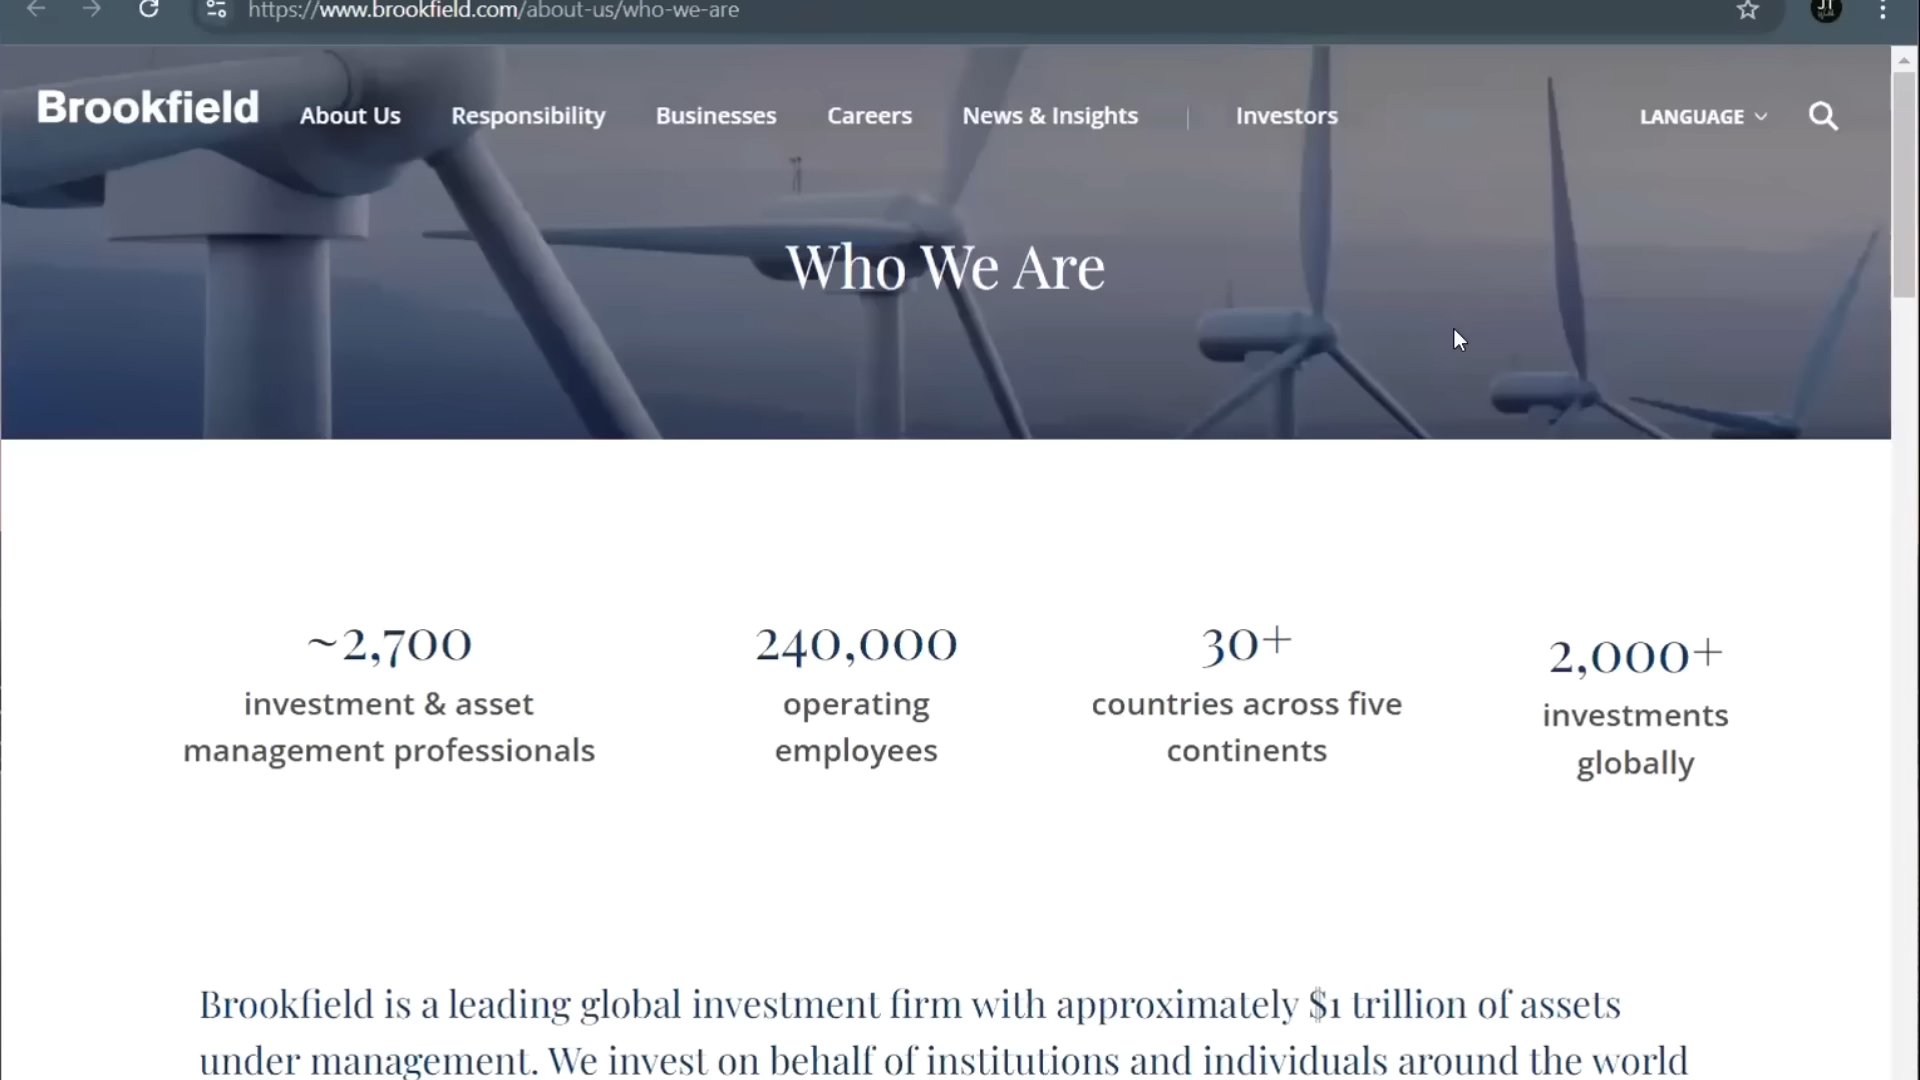 https://www.brookfield.com/about-us/who-we-are
JT
Brookfield
About Us
Responsibility
Businesses
Careers
News & Insights
Investors
LANGUAGE
Who We Are
~2,700
investment & asset
management professionals
240,000
operating
employees
30+
countries across five
continents
2,000+
investments
globally
Brookfield is a leading global investment firm with approximately $1 trillion of assets
under management. We invest on behalf of institutions and individuals around the world